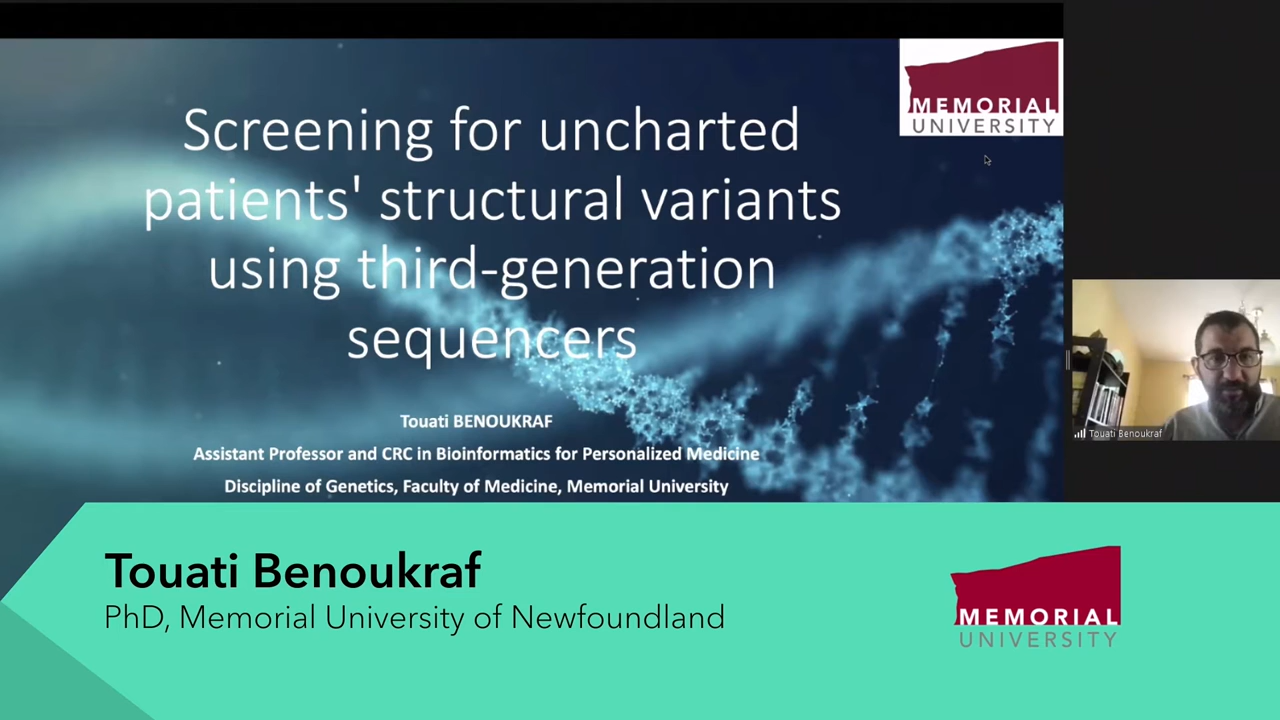 MEMORIAL
UNIVERSITY
Screening for uncharted
patients' structural variants
using third-generation
sequencers
Touati BENOUKRAF
Assistant Professor and CRC in Bioinformatics for Personalized Medicine
Discipline of Genetics, Faculty of Medicine, Memorial University
Touati Benoukraf
Touati Benoukraf
PhD, Memorial University of Newfoundland
MEMORIAL
UNIVERSITY